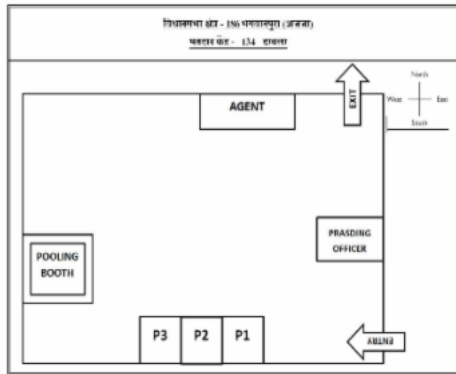 विधानसभा क्षेत्र - 186 भगवानपुरा (अजजा)
मतदान केंद्र - 134 ढाबला
AGENT
EXIT
North
West
East
South
PRASDING
OFFICER
POOLING
BOOTH
P3
P2
P1
ENTRY